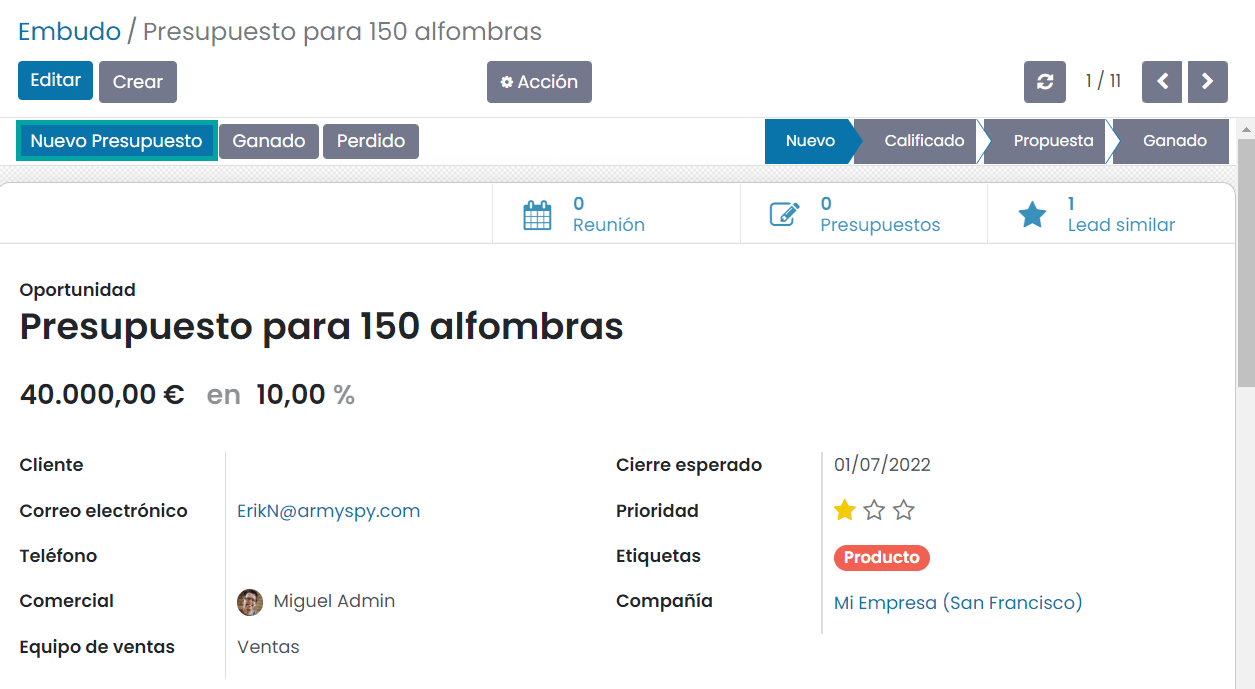 Embudo / Presupuesto para 150 alfombras
Editar Crear Acción 1 / 11
Nuevo Presupuesto Ganado Perdido Nuevo Calificado Propuesta Ganado
0 Reunión
0 Presupuestos
1 Lead similar
Oportunidad
Presupuesto para 150 alfombras
40.000,00 € en 10,00 %
Cliente
Correo electrónico ErikN@armyspy.com
Teléfono
Comercial Miguel Admin
Equipo de ventas Ventas
Cierre esperado 01/07/2022
Prioridad
Etiquetas Producto
Compañía Mi Empresa (San Francisco)